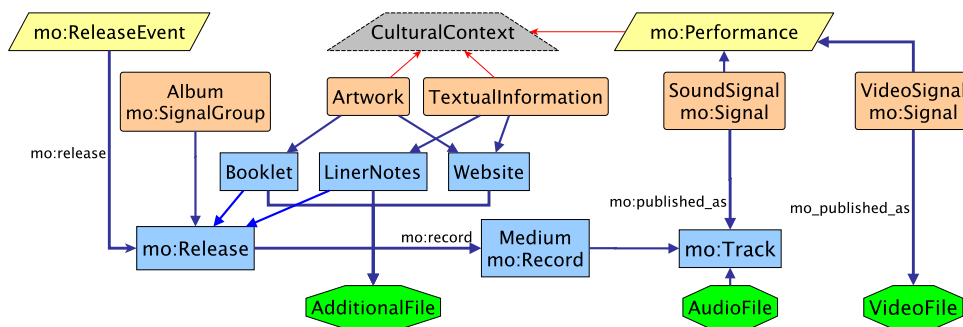 mo:ReleaseEvent
CulturalContext
mo:Performance
Album
mo:SignalGroup
Artwork
TextualInformation
SoundSignal
mo:Signal
VideoSignal
mo:Signal
mo:release
Booklet
LinerNotes
Website
mo:published_as
mo_published_as
mo:Release
mo:record
Medium
mo:Record
mo:Track
AdditionalFile
AudioFile
VideoFile